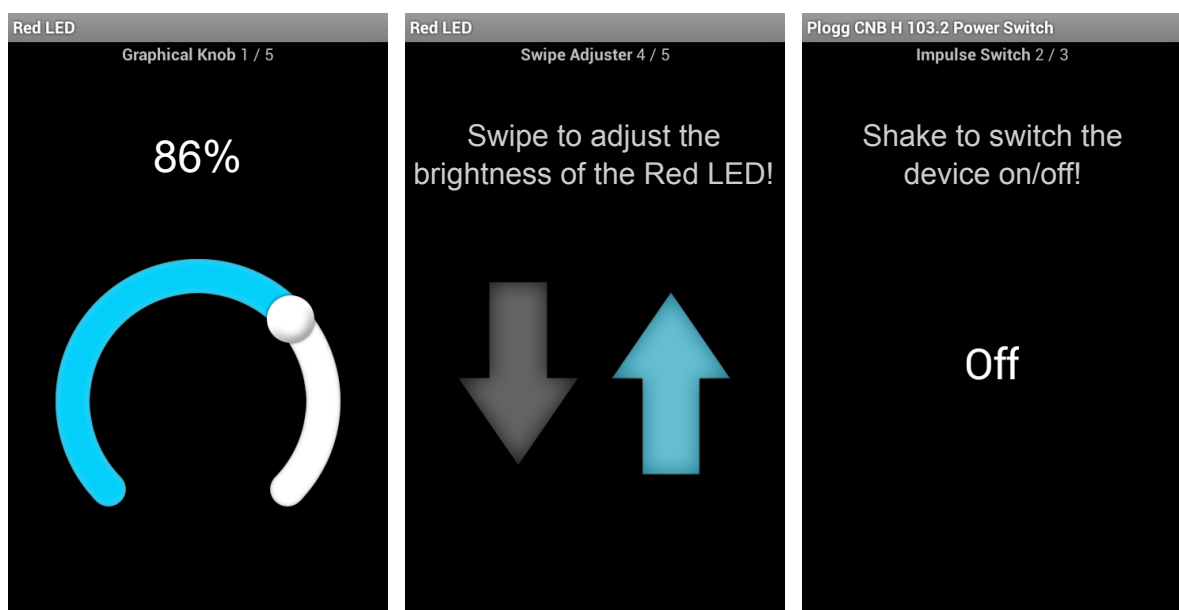 Red LED
Graphical Knob 1 / 5
86%
Red LED
Swipe Adjuster 4 / 5
Swipe to adjust the
brightness of the Red LED!
Plogg CNB H 103.2 Power Switch
Impulse Switch 2 / 3
Shake to switch the
device on/off!
Off